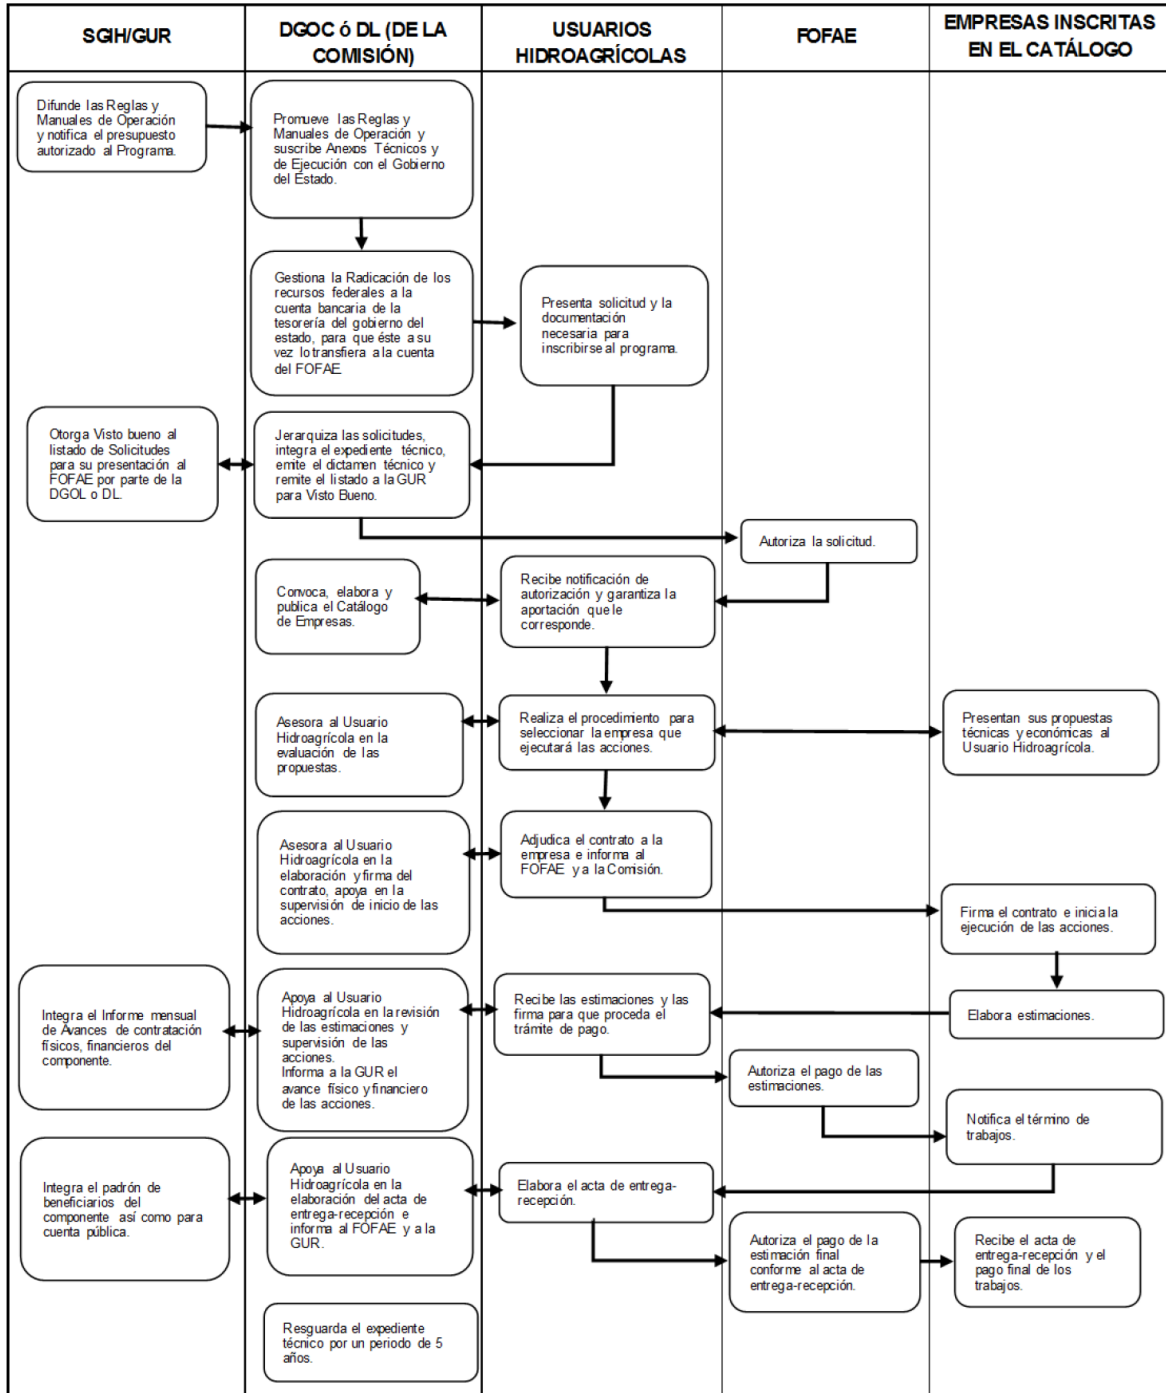 SGIH/GUR
DGOC ó DL (DE LA
COMISIÓN)
USUARIOS
HIDROAGRÍCOLAS
FOFAE
EMPRESAS INSCRITAS
EN EL CATÁLOGO
Difunde las Reglas y
Manuales de Operación
y notifica el presupuesto
autorizado al Programa.
Promueve las Reglas y
Manuales de Operación y
suscribe Anexos Técnicos y
de Ejecución con el Gobierno
del Estado.
Gestiona la Radicación de los
recursos federales a la
cuenta bancaria de la
tesorería del gobierno del
estado, para que éste a su
vez lo transfiera a la cuenta
del FOFAE.
Presenta solicitud y la
documentación
necesaria para
inscribirse al programa.
Otorga Visto bueno al
listado de Solicitudes
para su presentación al
FOFAE por parte de la
DGOL o DL.
Jerarquiza las solicitudes,
integra el expediente técnico,
emite el dictamen técnico y
remite el listado a la GUR
para Visto Bueno.
Autoriza la solicitud.
Convoca, elabora y
publica el Catálogo
de Empresas.
Recibe notificación de
autorización y garantiza la
aportación que le
corresponde.
Asesora al Usuario
Hidroagrícola en la
evaluación de las
propuestas.
Realiza el procedimiento para
seleccionar la empresa que
ejecutará las acciones.
Presentan sus propuestas
técnicas y económicas al
Usuario Hidroagrícola.
Asesora al Usuario
Hidroagrícola en la
elaboración y firma del
contrato, apoya en la
supervisión de inicio de las
acciones.
Adjudica el contrato a la
empresa e informa al
FOFAE y a la Comisión.
Firma el contrato e inicia la
ejecución de las acciones.
Integra el Informe mensual
de Avances de contratación
físicos, financieros del
componente.
Apoya al Usuario
Hidroagrícola en la revisión
de las estimaciones y
supervisión de las
acciones.
Informa a la GUR el
avance físico y financiero
de las acciones.
Recibe las estimaciones y las
firma para que proceda el
trámite de pago.
Elabora estimaciones.
Autoriza el pago de las
estimaciones.
Notifica el término de
trabajos.
Integra el padrón de
beneficiarios del
componente así como para
cuenta pública.
Apoya al Usuario
Hidroagrícola en la
elaboración del acta de
entrega-recepción e
informa al FOFAE y a la
GUR.
Elabora el acta de entrega-
recepción.
Autoriza el pago de la
estimación final
conforme al acta de
entrega-recepción.
Recibe el acta de
entrega-recepción y el
pago final de los
trabajos.
Resguarda el expediente
técnico por un periodo de 5
años.